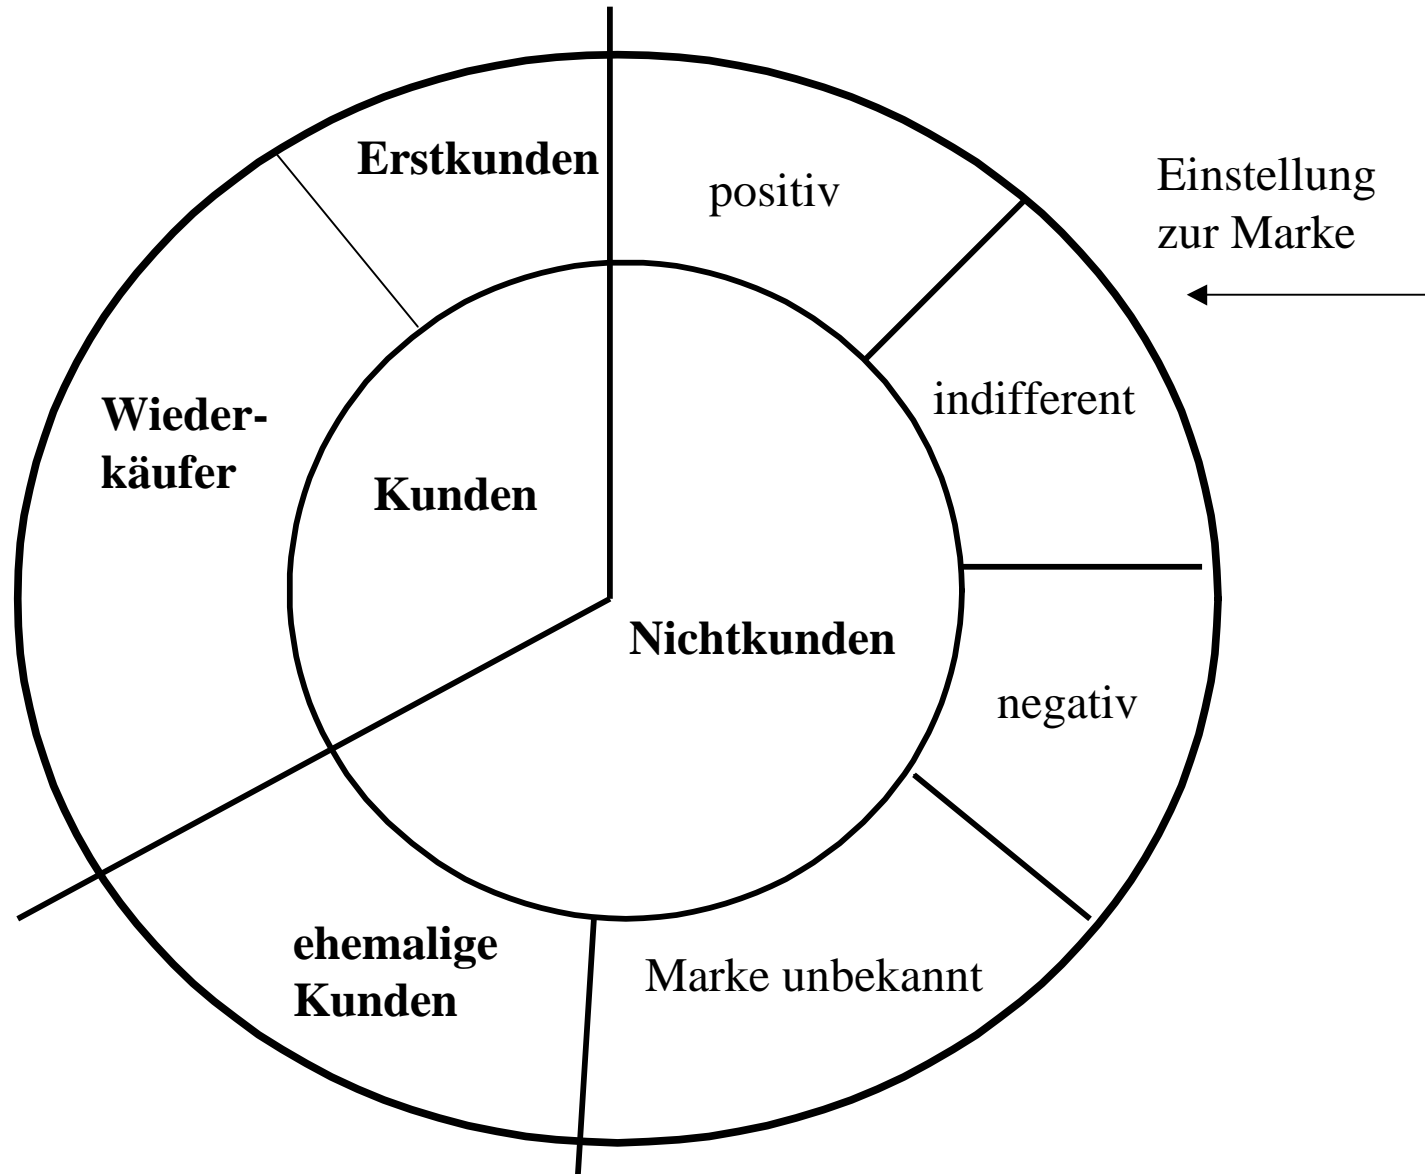 Erstkunden
positiv
Einstellung
zur Marke
indifferent
Wieder-
käufer
Kunden
Nichtkunden
negativ
ehemalige
Kunden
Marke unbekannt